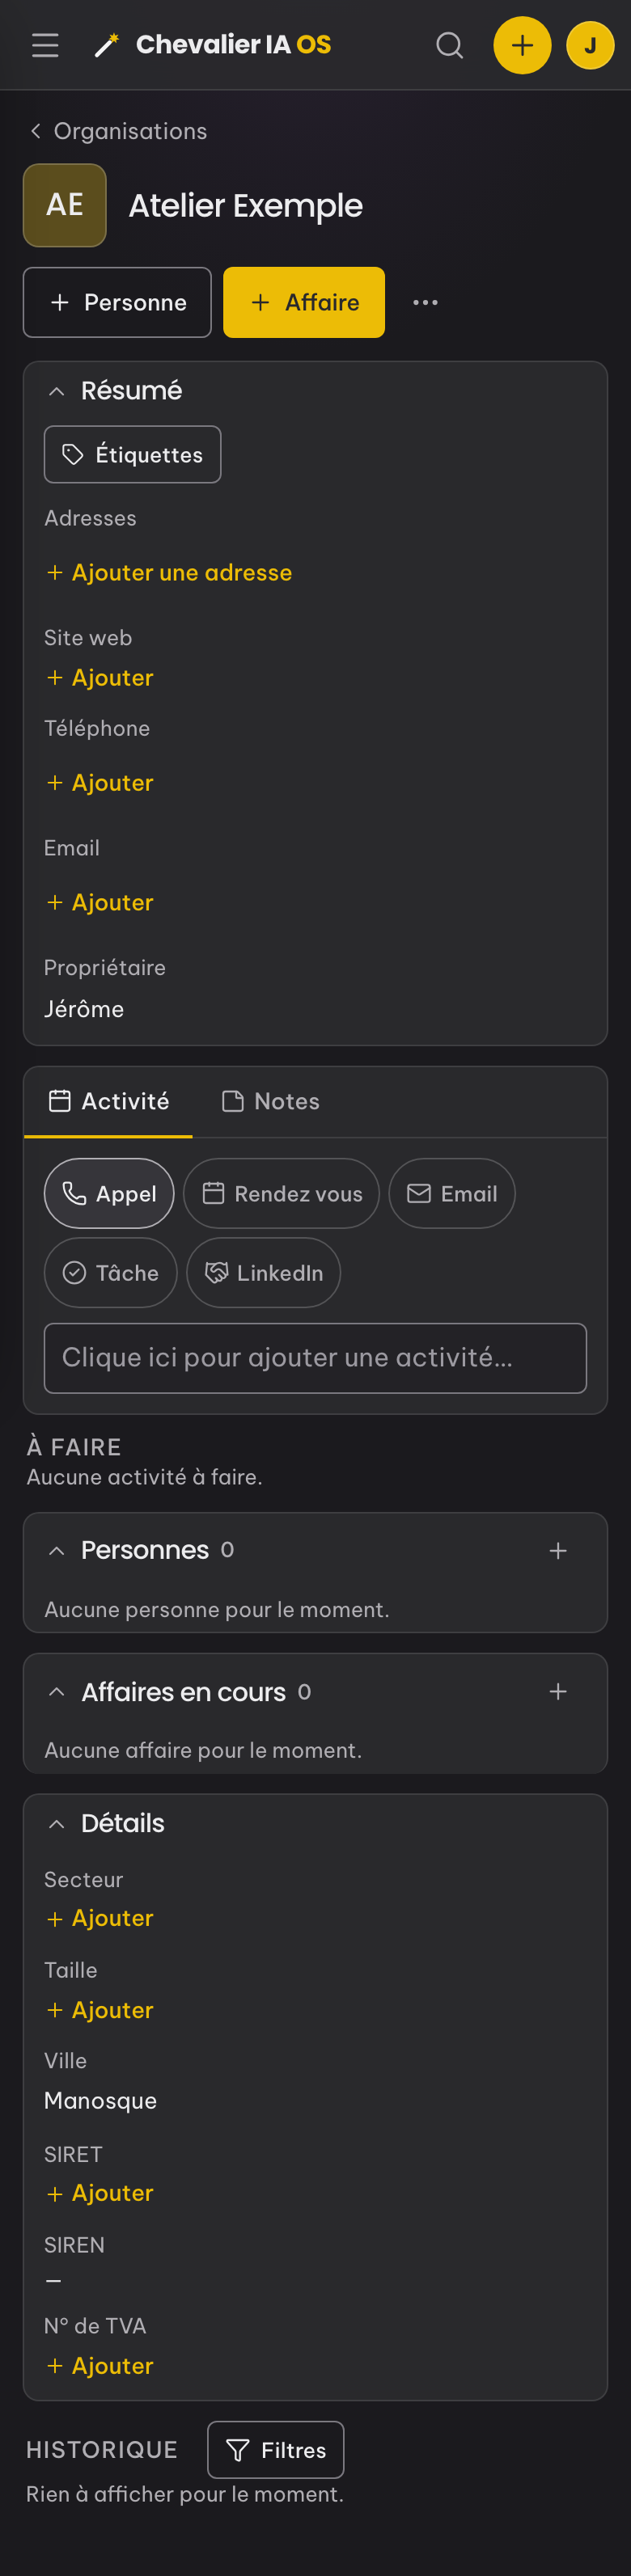 Chevalier IA OS
J
Organisations
AE
Atelier Exemple
+ Personne
+ Affaire
...
Résumé
Étiquettes
Adresses
+ Ajouter une adresse
Site web
+ Ajouter
Téléphone
+ Ajouter
Email
+ Ajouter
Propriétaire
Jérôme
Activité
Notes
Appel
Rendez vous
Email
Tâche
LinkedIn
Clique ici pour ajouter une activité...
À FAIRE
Aucune activité à faire.
Personnes 0
Aucune personne pour le moment.
Affaires en cours 0
Aucune affaire pour le moment.
Détails
Secteur
+ Ajouter
Taille
+ Ajouter
Ville
Manosque
SIRET
+ Ajouter
SIREN
—
N° de TVA
+ Ajouter
HISTORIQUE
Filtres
Rien à afficher pour le moment.